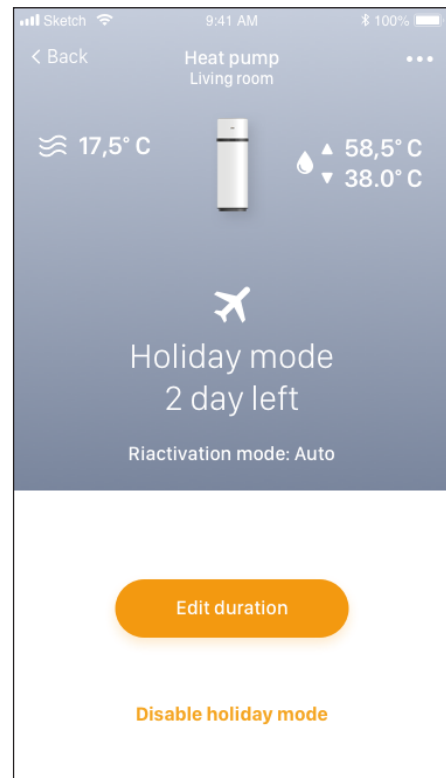 Sketch 9:41 AM 100%
Back Heat pump
Living room
17,5° C
58,5° C
38.0° C
Holiday mode
2 day left
Riactivation mode: Auto
Edit duration
Disable holiday mode